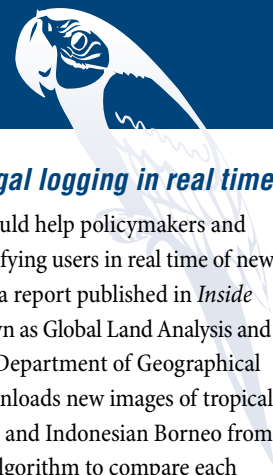 gal logging in real time
uld help policymakers and
fying users in real time of new
a report published in Inside
n as Global Land Analysis and
Department of Geographical
nloads new images of tropical
and Indonesian Borneo from
lgorithm to compare each